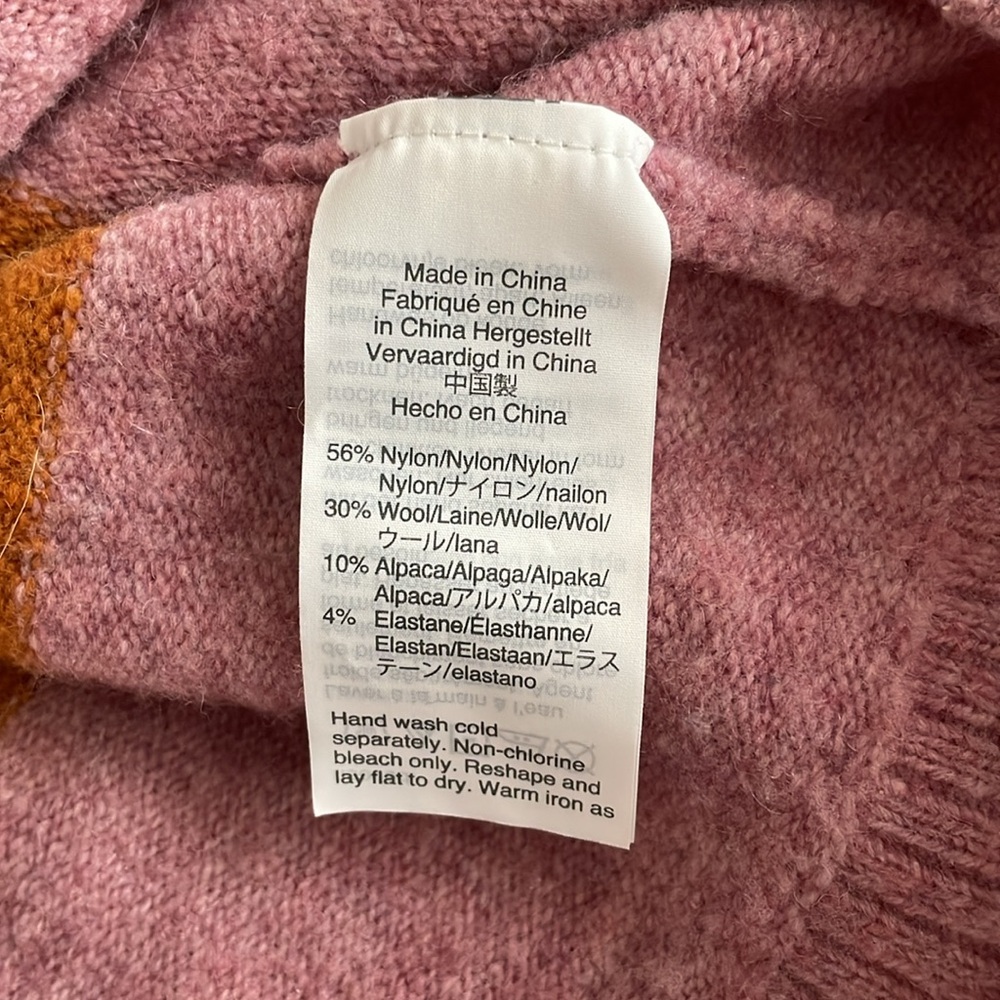 Made in China
Fabriqué en Chine
in China Hergestellt
Vervaardigd in China
中国製
Hecho en China
56% Nylon/Nylon/Nylon/
Nylon/ナイロン/nailon
30% Wool/Laine/Wolle/Wol/
ウール/lana
10% Alpaca/Alpaga/Alpaka/
Alpaca/アルパカ/alpaca
4% Elastane/Élasthanne/
Elastan/Elastaan/エラス
テーン/elastano
Hand wash cold
separately. Non-chlorine
bleach only. Reshape and
lay flat to dry. Warm iron as